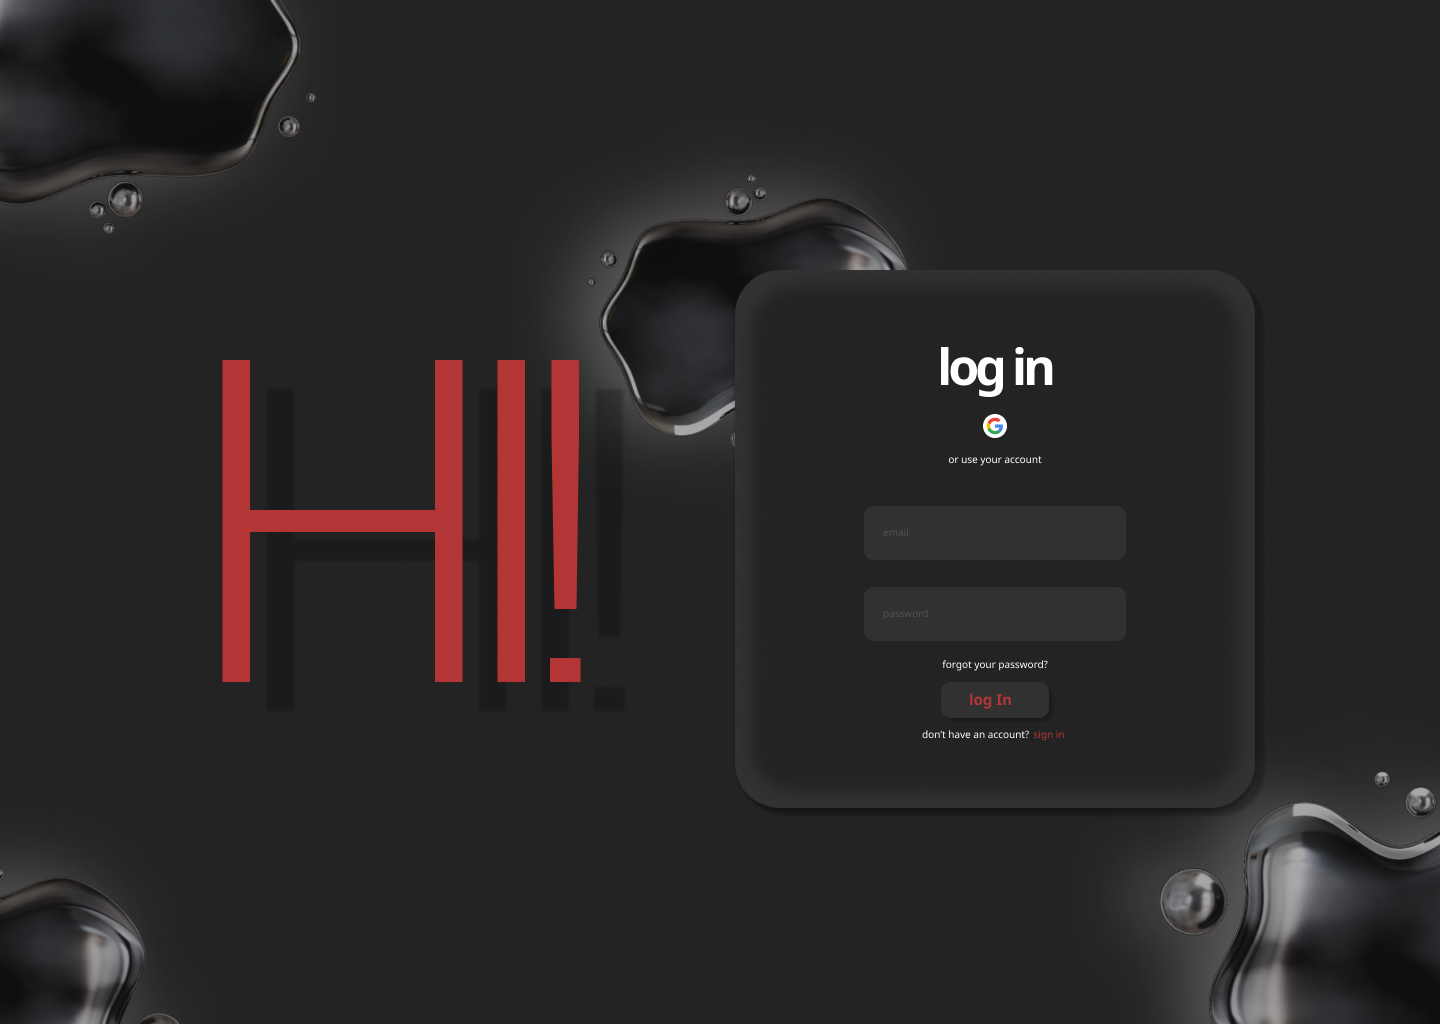 HI!
log in
or use your account
email
password
forgot your password?
log In
don't have an account? sign in